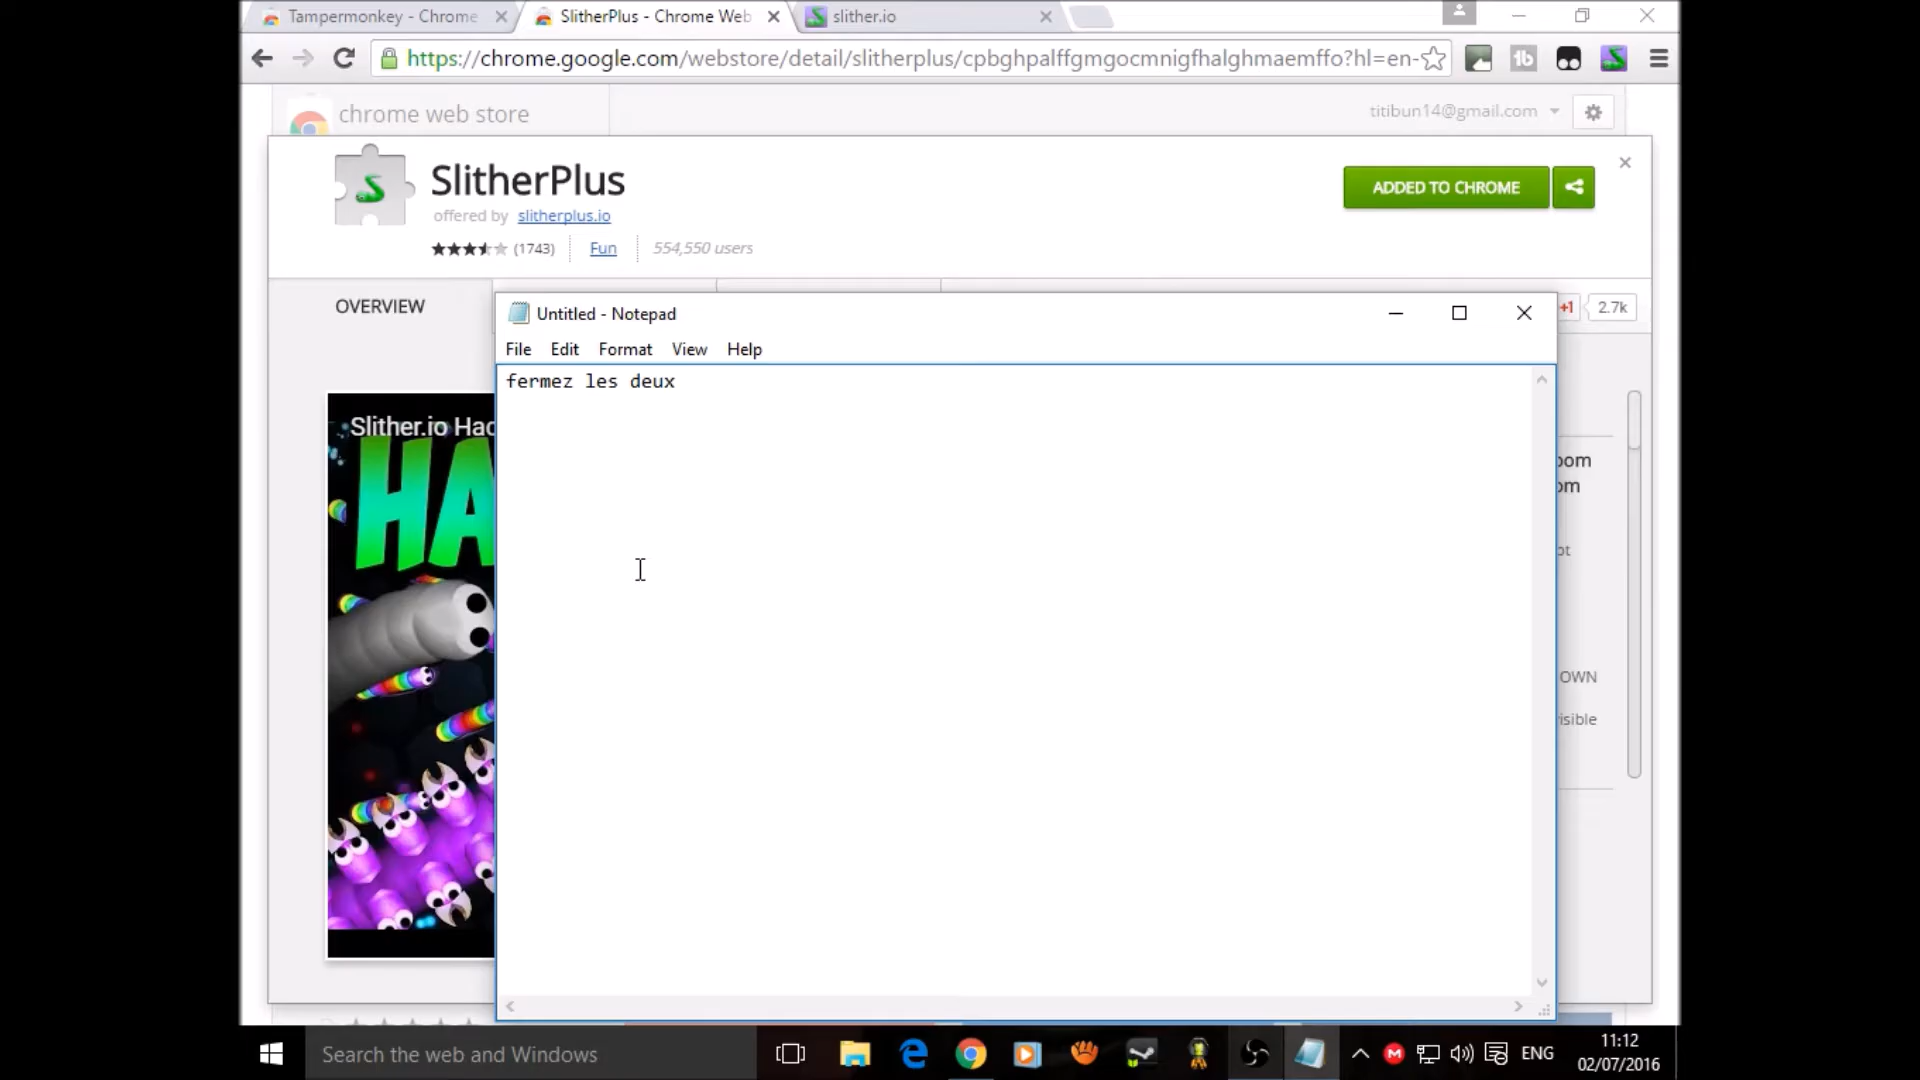 Tampermonkey - Chrome
SlitherPlus - Chrome Web
slither.io
https://chrome.google.com/webstore/detail/slitherplus/cpbghpalffgmgocmnigfhalghmaemffo?hl=en-
chrome web store
titibun14@gmail.com
SlitherPlus
ADDED TO CHROME
offered by slitherplus.io
(1743)
Fun
554,550 users
OVERVIEW
+1
2.7k
Untitled - Notepad
File Edit Format View Help
fermez les deux
Slither.io Hac
HA
oom
om
ot
OWN
isible
Search the web and Windows
ENG
11:12
02/07/2016